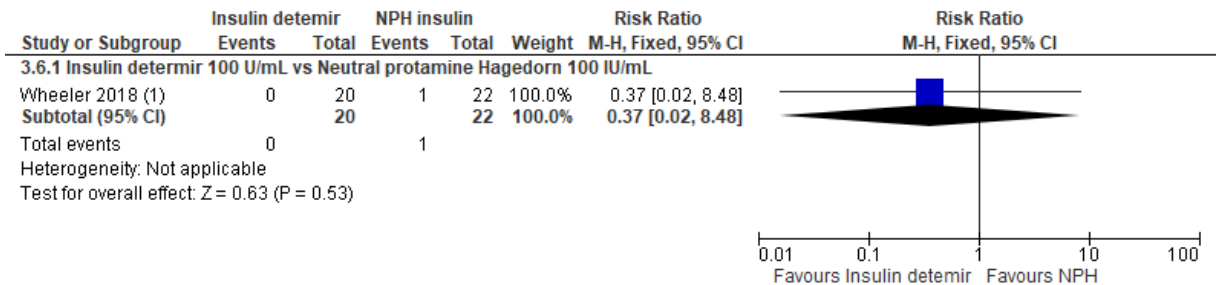 Insulin detemir NPH insulin Risk Ratio Risk Ratio
Study or Subgroup Events Total Events Total Weight M-H, Fixed, 95% CI M-H, Fixed, 95% CI
3.6.1 Insulin determir 100 U/mL vs Neutral protamine Hagedorn 100 IU/mL
Wheeler 2018 (1) 0 20 1 22 100.0% 0.37 [0.02, 8.48]
Subtotal (95% CI) 20 22 100.0% 0.37 [0.02, 8.48]
Total events 0 1
Heterogeneity: Not applicable
Test for overall effect: Z = 0.63 (P = 0.53)
0.01 0.1 1 10 100
Favours Insulin detemir Favours NPH